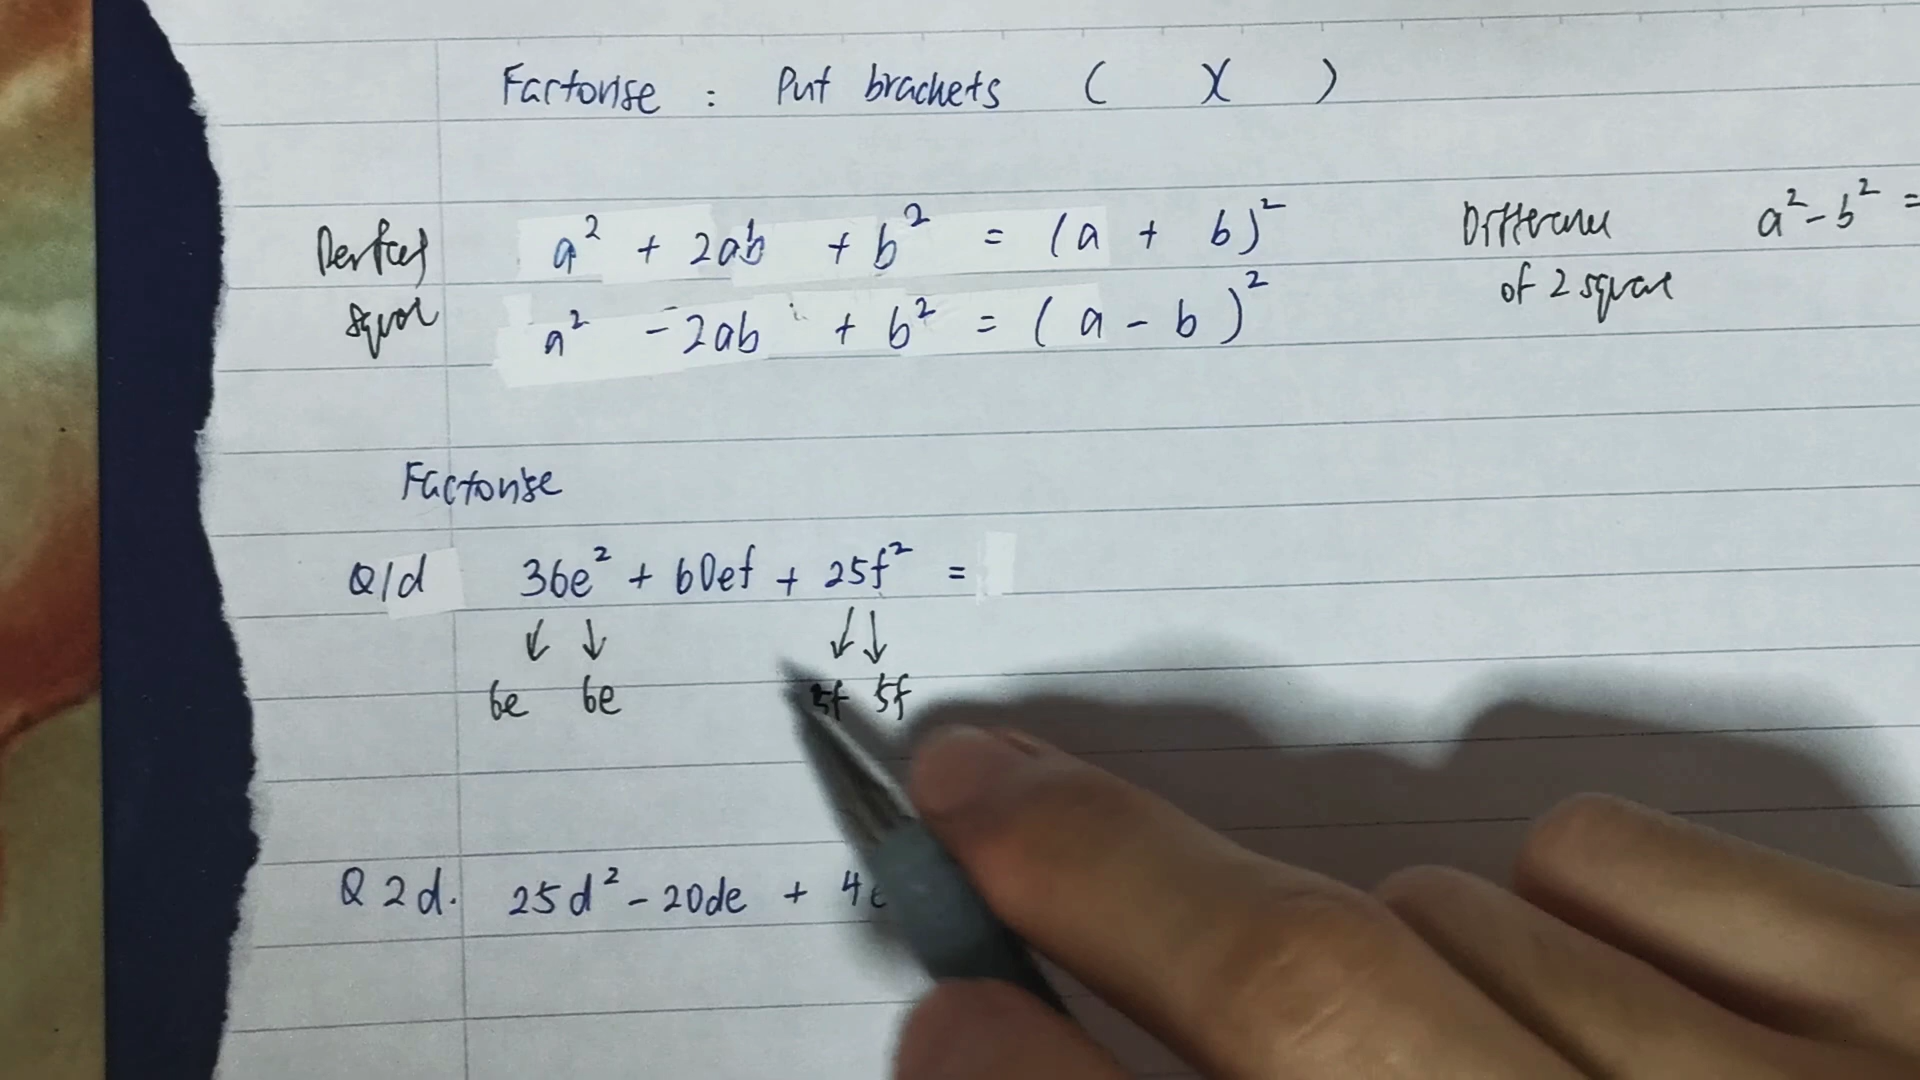 Factorise : Put brackets ( X )
Perfect a² + 2ab + b² = (a + b)² Difference a² - b² =
square a² - 2ab + b² = (a - b)² of 2 square
Factorise
Q1d 36e² + 60ef + 25f² =
6e 6e 5f 5f
Q2d. 25d² - 20de + 4e